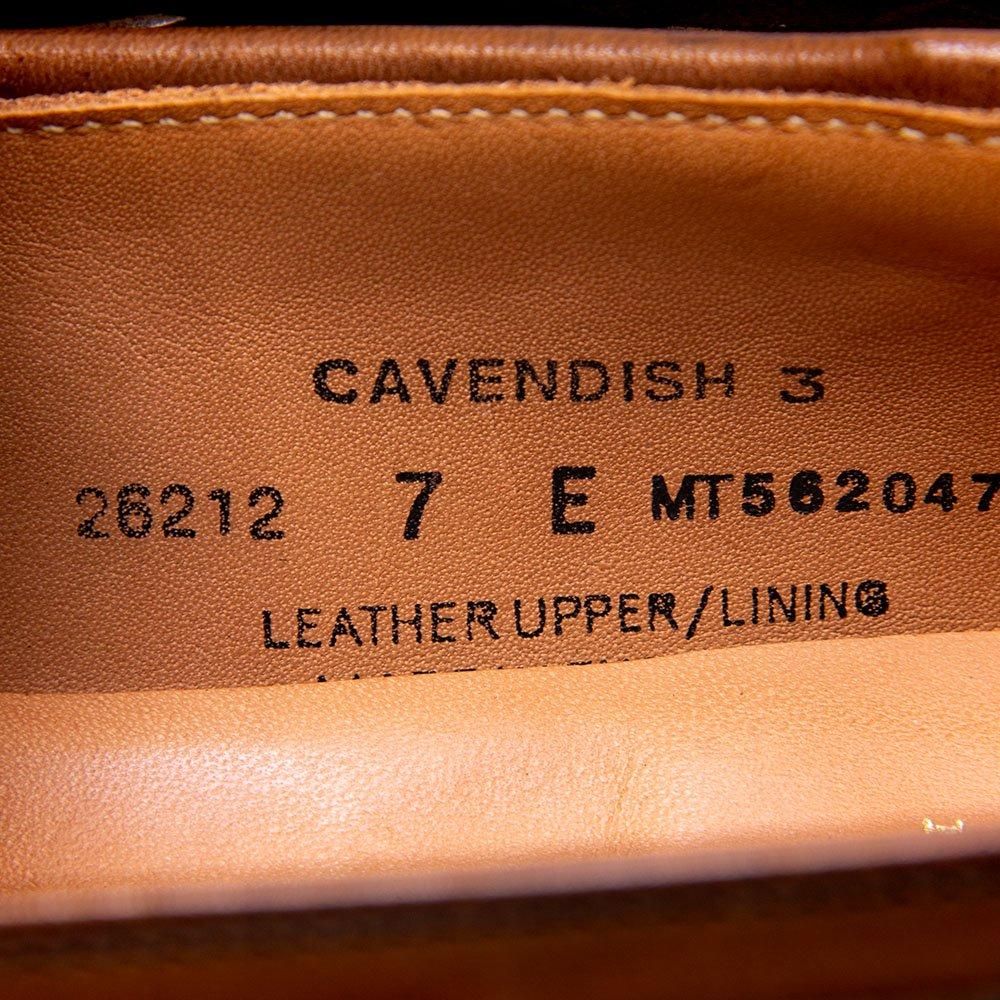 CAVENDISH 3
26212 7 E MT562047
LEATHER UPPER/LINING